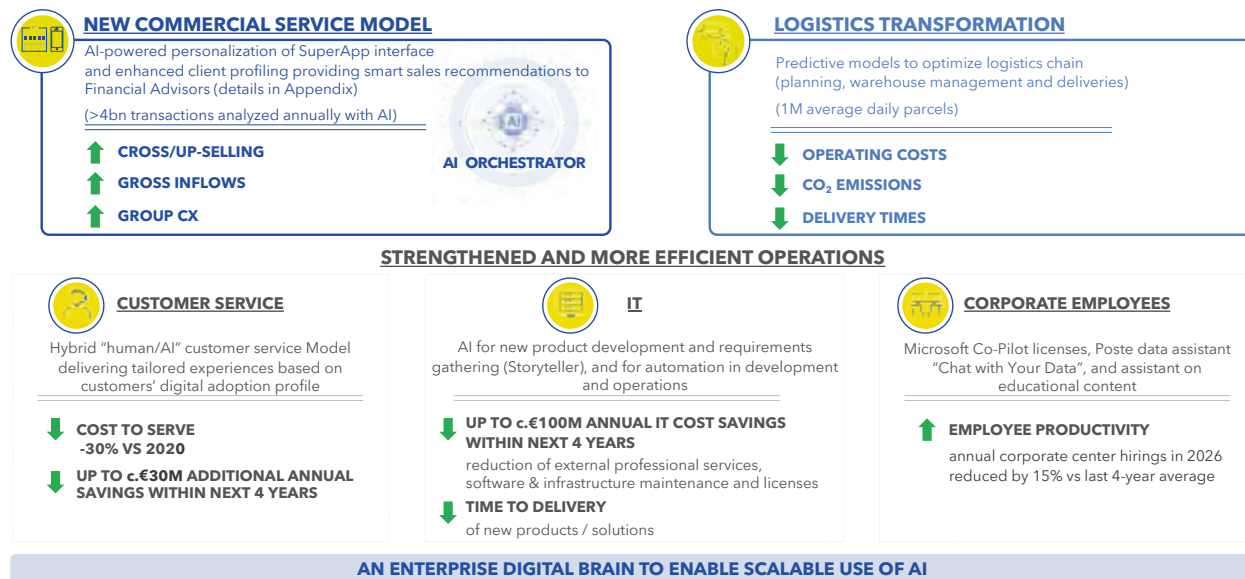 NEW COMMERCIAL SERVICE MODEL
AI-powered personalization of SuperApp interface
and enhanced client profiling providing smart sales recommendations to
Financial Advisors (details in Appendix)
(>4bn transactions analyzed annually with AI)
CROSS/UP-SELLING
GROSS INFLOWS
GROUP CX
AI
AI ORCHESTRATOR
LOGISTICS TRANSFORMATION
Predictive models to optimize logistics chain
(planning, warehouse management and deliveries)
(1M average daily parcels)
OPERATING COSTS
CO₂ EMISSIONS
DELIVERY TIMES
STRENGTHENED AND MORE EFFICIENT OPERATIONS
CUSTOMER SERVICE
Hybrid “human/AI” customer service Model
delivering tailored experiences based on
customers’ digital adoption profile
COST TO SERVE
-30% VS 2020
UP TO c.€30M ADDITIONAL ANNUAL
SAVINGS WITHIN NEXT 4 YEARS
IT
AI for new product development and requirements
gathering (Storyteller), and for automation in development
and operations
UP TO c.€100M ANNUAL IT COST SAVINGS
WITHIN NEXT 4 YEARS
reduction of external professional services,
software & infrastructure maintenance and licenses
TIME TO DELIVERY
of new products / solutions
CORPORATE EMPLOYEES
Microsoft Co-Pilot licenses, Poste data assistant
“Chat with Your Data”, and assistant on
educational content
EMPLOYEE PRODUCTIVITY
annual corporate center hirings in 2026
reduced by 15% vs last 4-year average
AN ENTERPRISE DIGITAL BRAIN TO ENABLE SCALABLE USE OF AI